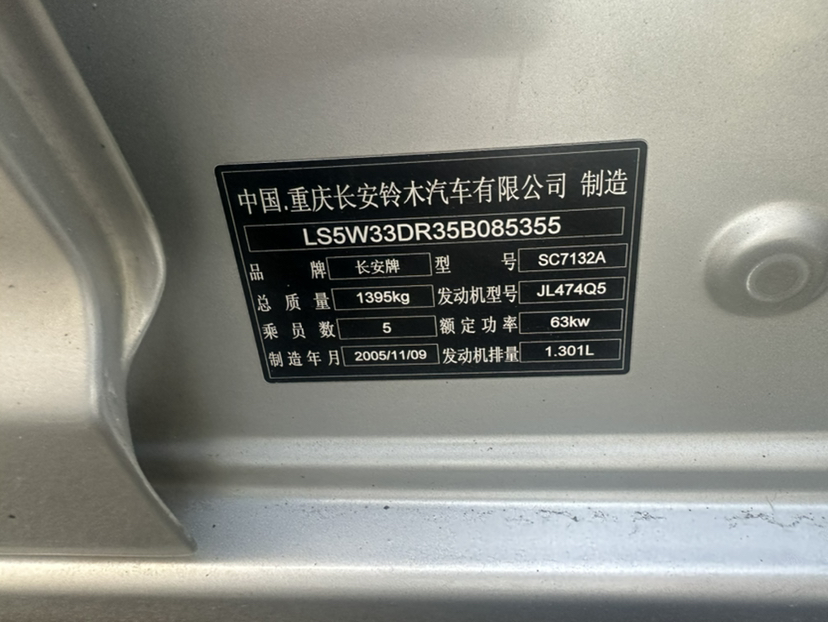 中国.重庆长安铃木汽车有限公司 制造
LS5W33DR35B085355
品牌 长安牌 型号 SC7132A
总质量 1395kg 发动机型号 JL474Q5
乘员数 5 额定功率 63kw
制造年月 2005/11/09 发动机排量 1.301L